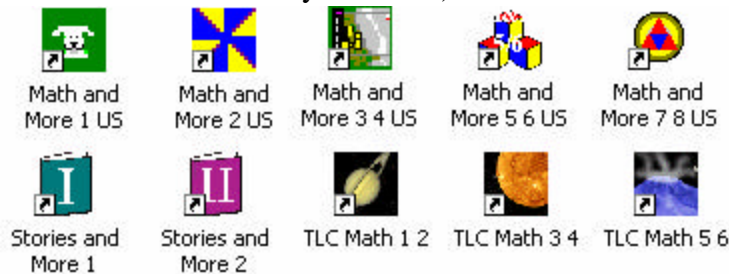 Math and More 1 US
Math and More 2 US
Math and More 3 4 US
Math and More 5 6 US
Math and More 7 8 US
I
II
Stories and More 1
Stories and More 2
TLC Math 1 2
TLC Math 3 4
TLC Math 5 6